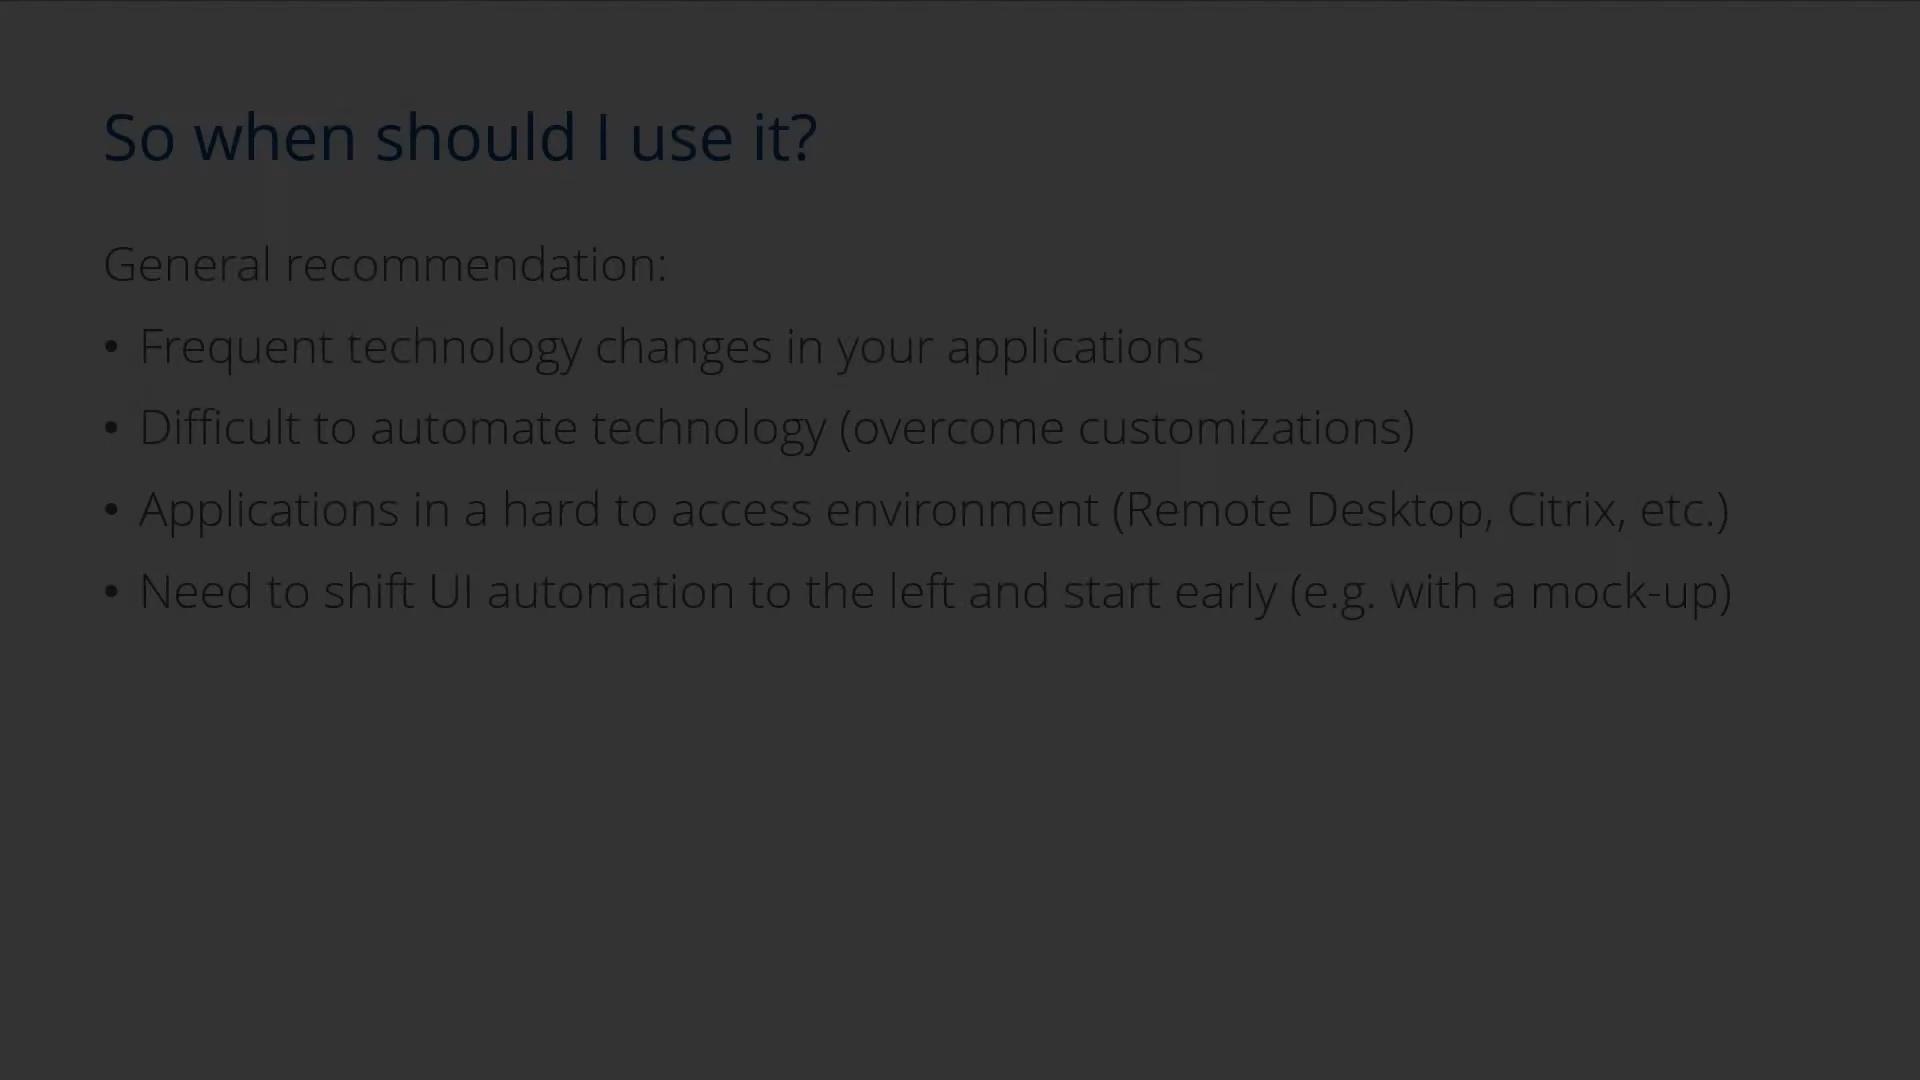 So when should I use it?
General recommendation:
• Frequent technology changes in your applications
• Difficult to automate technology (overcome customizations)
• Applications in a hard to access environment (Remote Desktop, Citrix, etc.)
• Need to shift UI automation to the left and start early (e.g. with a mock-up)